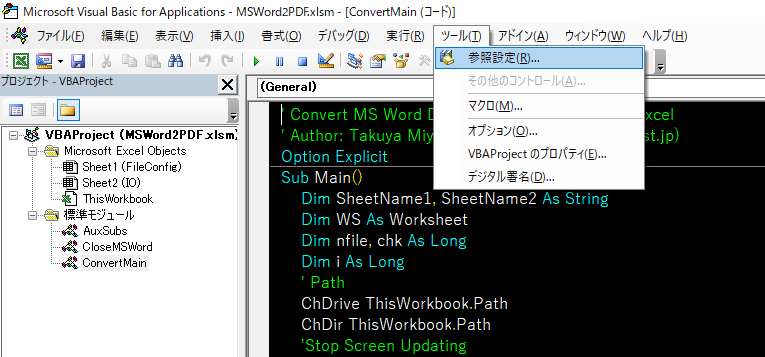 Microsoft Visual Basic for Applications - MSWord2PDF.xlsm - [ConvertMain (コード)]
ファイル(F) 編集(E) 表示(V) 挿入(I) 書式(O) デバッグ(D) 実行(R) ツール(T) アドイン(A) ウィンドウ(W) ヘルプ(H)
参照設定(R)...
その他のコントロール(A)...
マクロ(M)...
オプション(O)...
VBAProject のプロパティ(E)...
デジタル署名(D)...
プロジェクト - VBAProject
VBAProject (MSWord2PDF.xlsm)
Microsoft Excel Objects
Sheet1 (FileConfig)
Sheet2 (IO)
ThisWorkbook
標準モジュール
AuxSubs
CloseMSWord
ConvertMain
(General)
' Convert MS Word D xcel
' Author: Takuya Miy st.jp)
Option Explicit
Sub Main()
Dim SheetName1, SheetName2 As String
Dim WS As Worksheet
Dim nfile, chk As Long
Dim i As Long
' Path
ChDrive ThisWorkbook.Path
ChDir ThisWorkbook.Path
'Stop Screen Updating